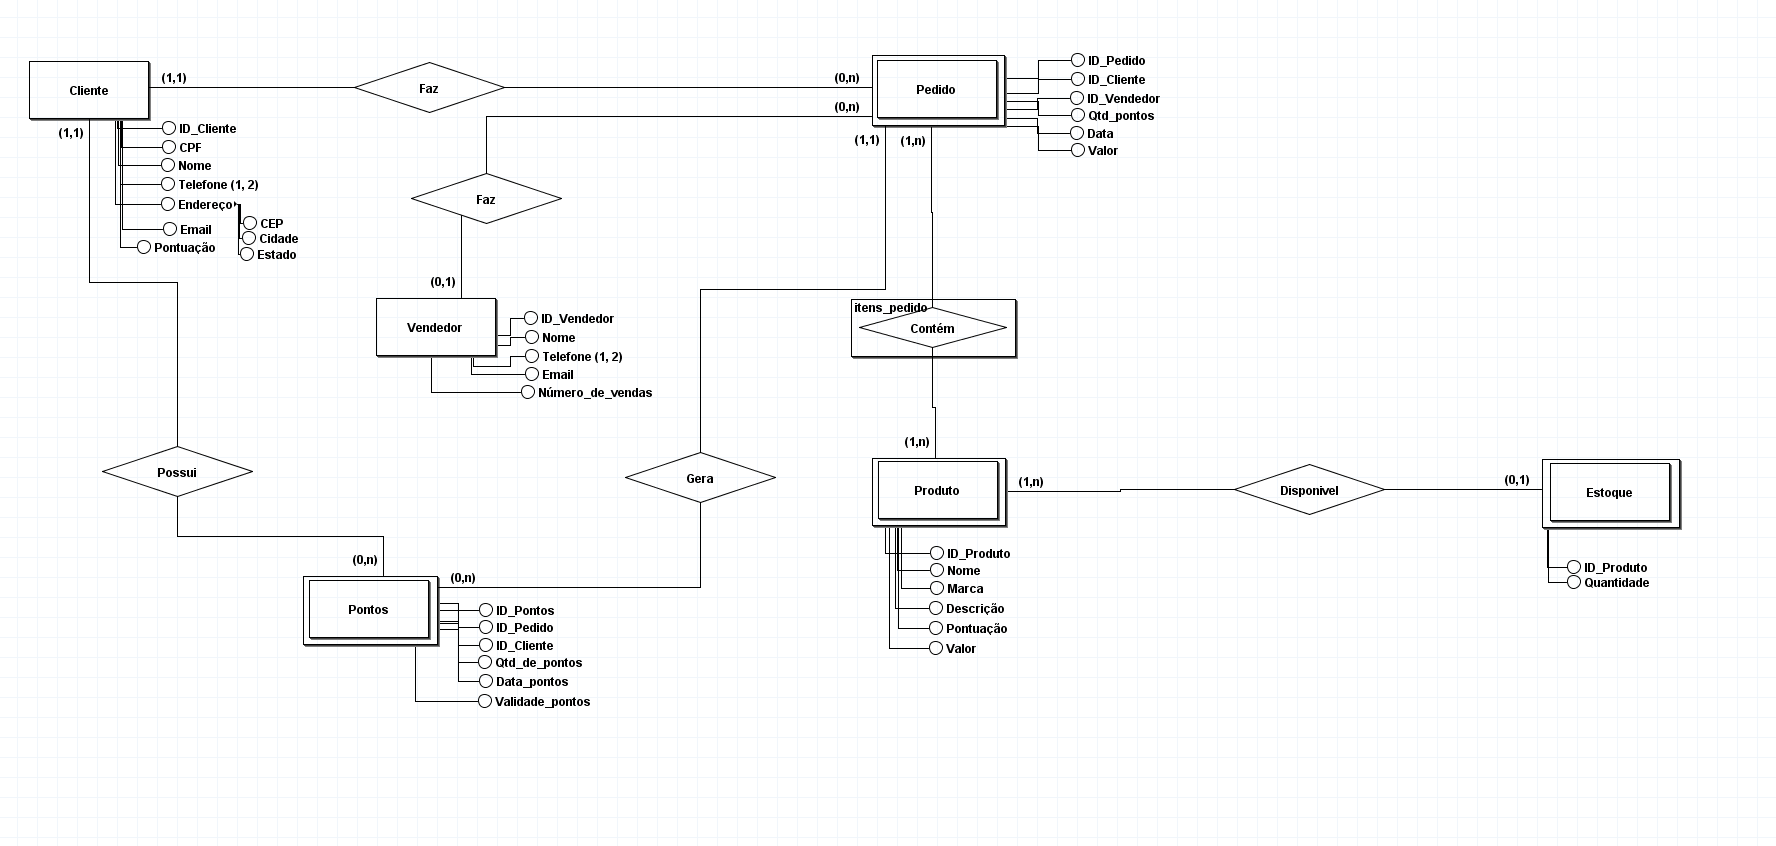 Cliente
(1,1)
Faz
(0,n)
Pedido
ID_Pedido
ID_Cliente
ID_Vendedor
Qtd_pontos
Data
Valor
(0,n)
(1,1)
(1,n)
(1,1)
ID_Cliente
CPF
Nome
Telefone (1, 2)
Endereço
CEP
Cidade
Estado
Email
Pontuação
Faz
(0,1)
Vendedor
ID_Vendedor
Nome
Telefone (1, 2)
Email
Número_de_vendas
itens_pedido
Contém
(1,n)
Possui
Gera
Produto
(1,n)
Disponivel
(0,1)
Estoque
ID_Produto
Quantidade
ID_Produto
Nome
Marca
Descrição
Pontuação
Valor
(0,n)
(0,n)
Pontos
ID_Pontos
ID_Pedido
ID_Cliente
Qtd_de_pontos
Data_pontos
Validade_pontos